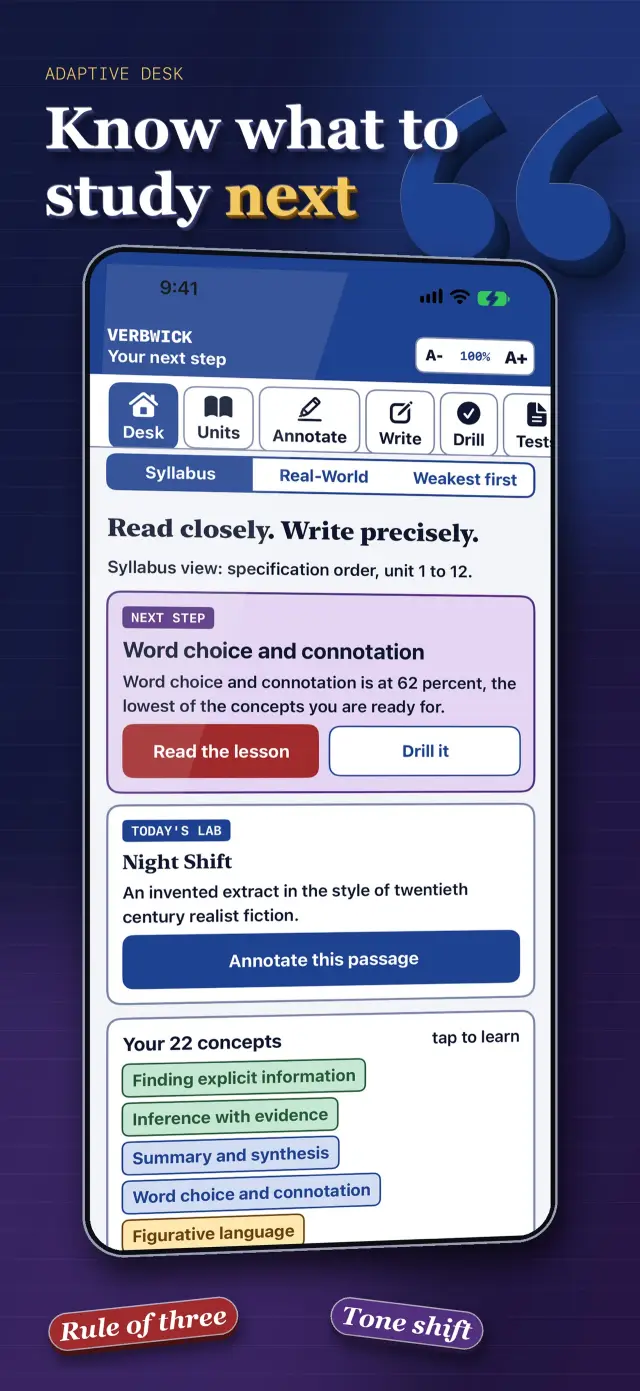 ADAPTIVE DESK
Know what to
study next
9:41
VERBWICK
Your next step
A- 100% A+
Desk Units Annotate Write Drill Tests
Syllabus Real-World Weakest first
Read closely. Write precisely.
Syllabus view: specification order, unit 1 to 12.
NEXT STEP
Word choice and connotation
Word choice and connotation is at 62 percent, the
lowest of the concepts you are ready for.
Read the lesson Drill it
TODAY'S LAB
Night Shift
An invented extract in the style of twentieth
century realist fiction.
Annotate this passage
Your 22 concepts tap to learn
Finding explicit information
Inference with evidence
Summary and synthesis
Word choice and connotation
Figurative language
Rule of three Tone shift